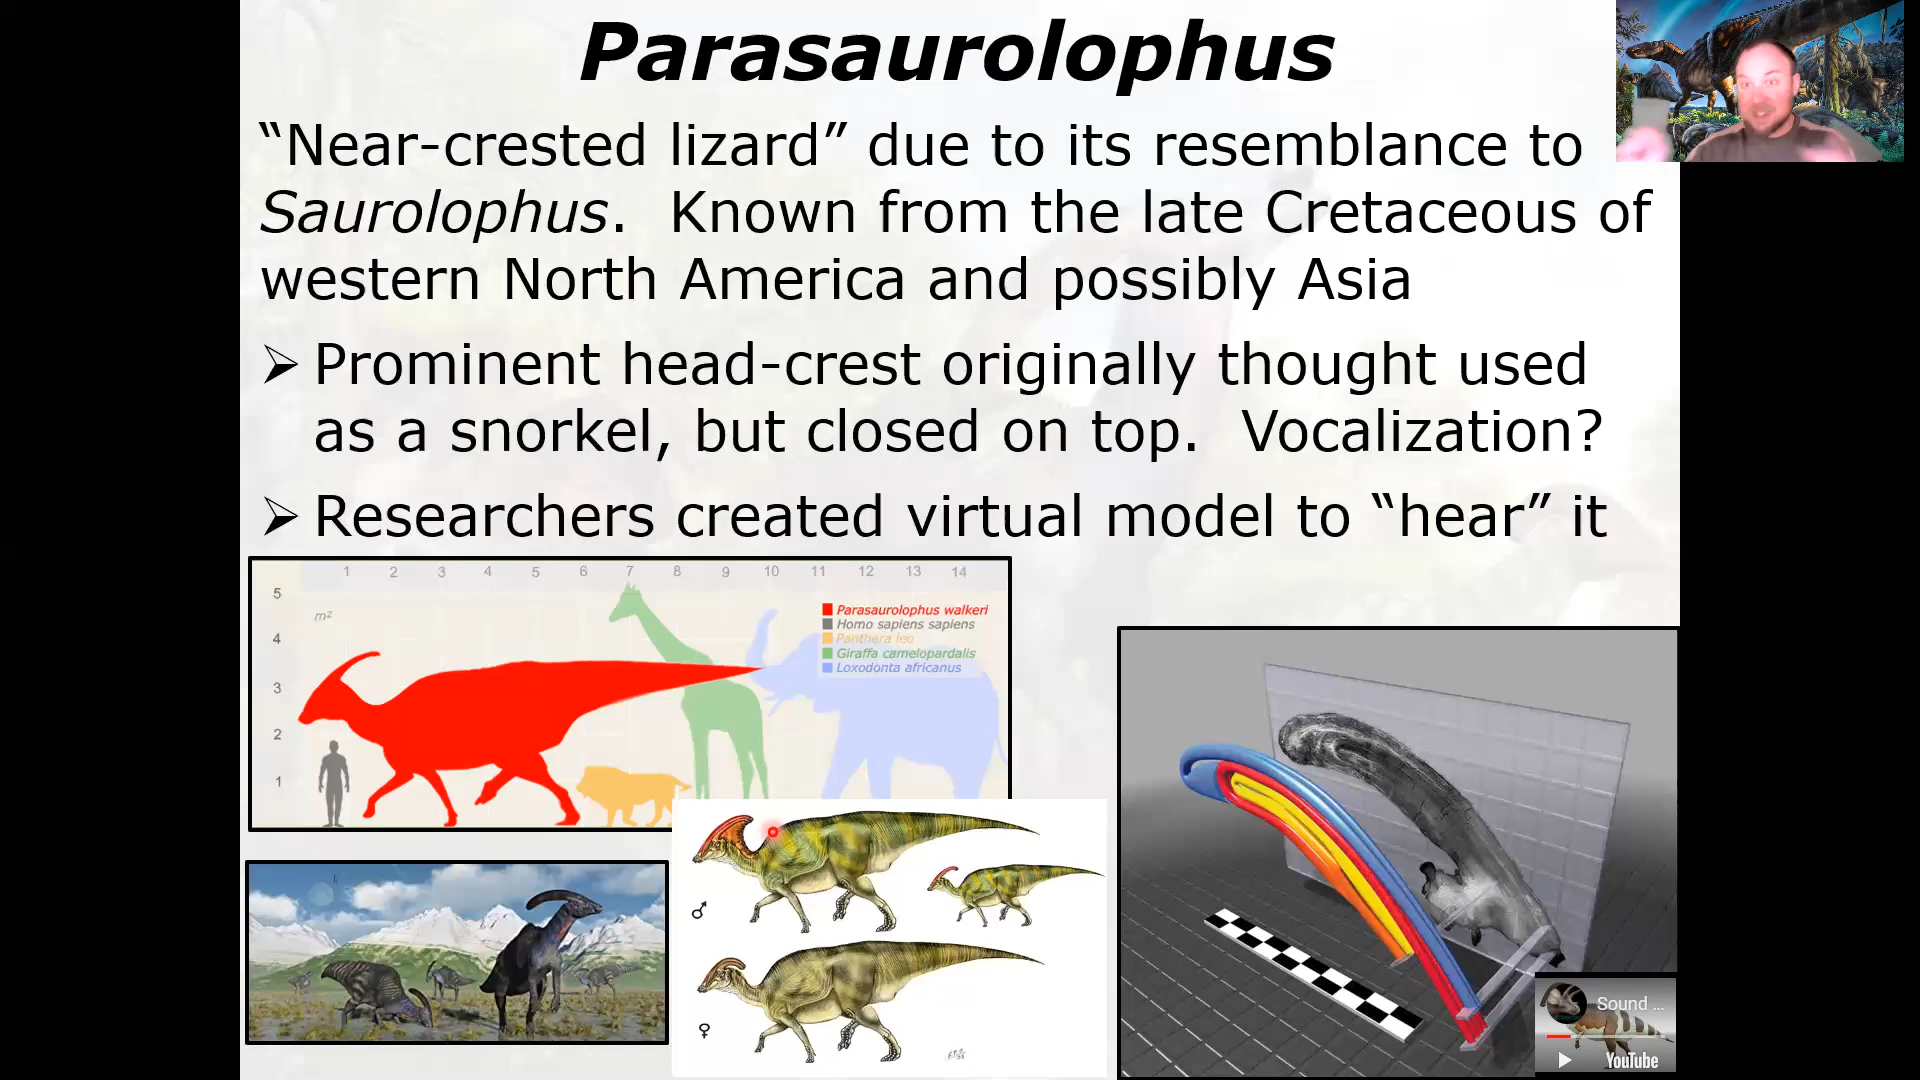 Parasaurolophus
“Near-crested lizard” due to its resemblance to
Saurolophus.  Known from the late Cretaceous of
western North America and possibly Asia
➢ Prominent head-crest originally thought used
as a snorkel, but closed on top.  Vocalization?
➢ Researchers created virtual model to “hear” it
1 2 3 4 5 6 7 8 9 10 11 12 13 14
5
4
3
2
1
m²
Parasaurolophus walkeri
Homo sapiens sapiens
Panthera leo
Giraffa camelopardalis
Loxodonta africanus
♂
♀
Sound ...
YouTube